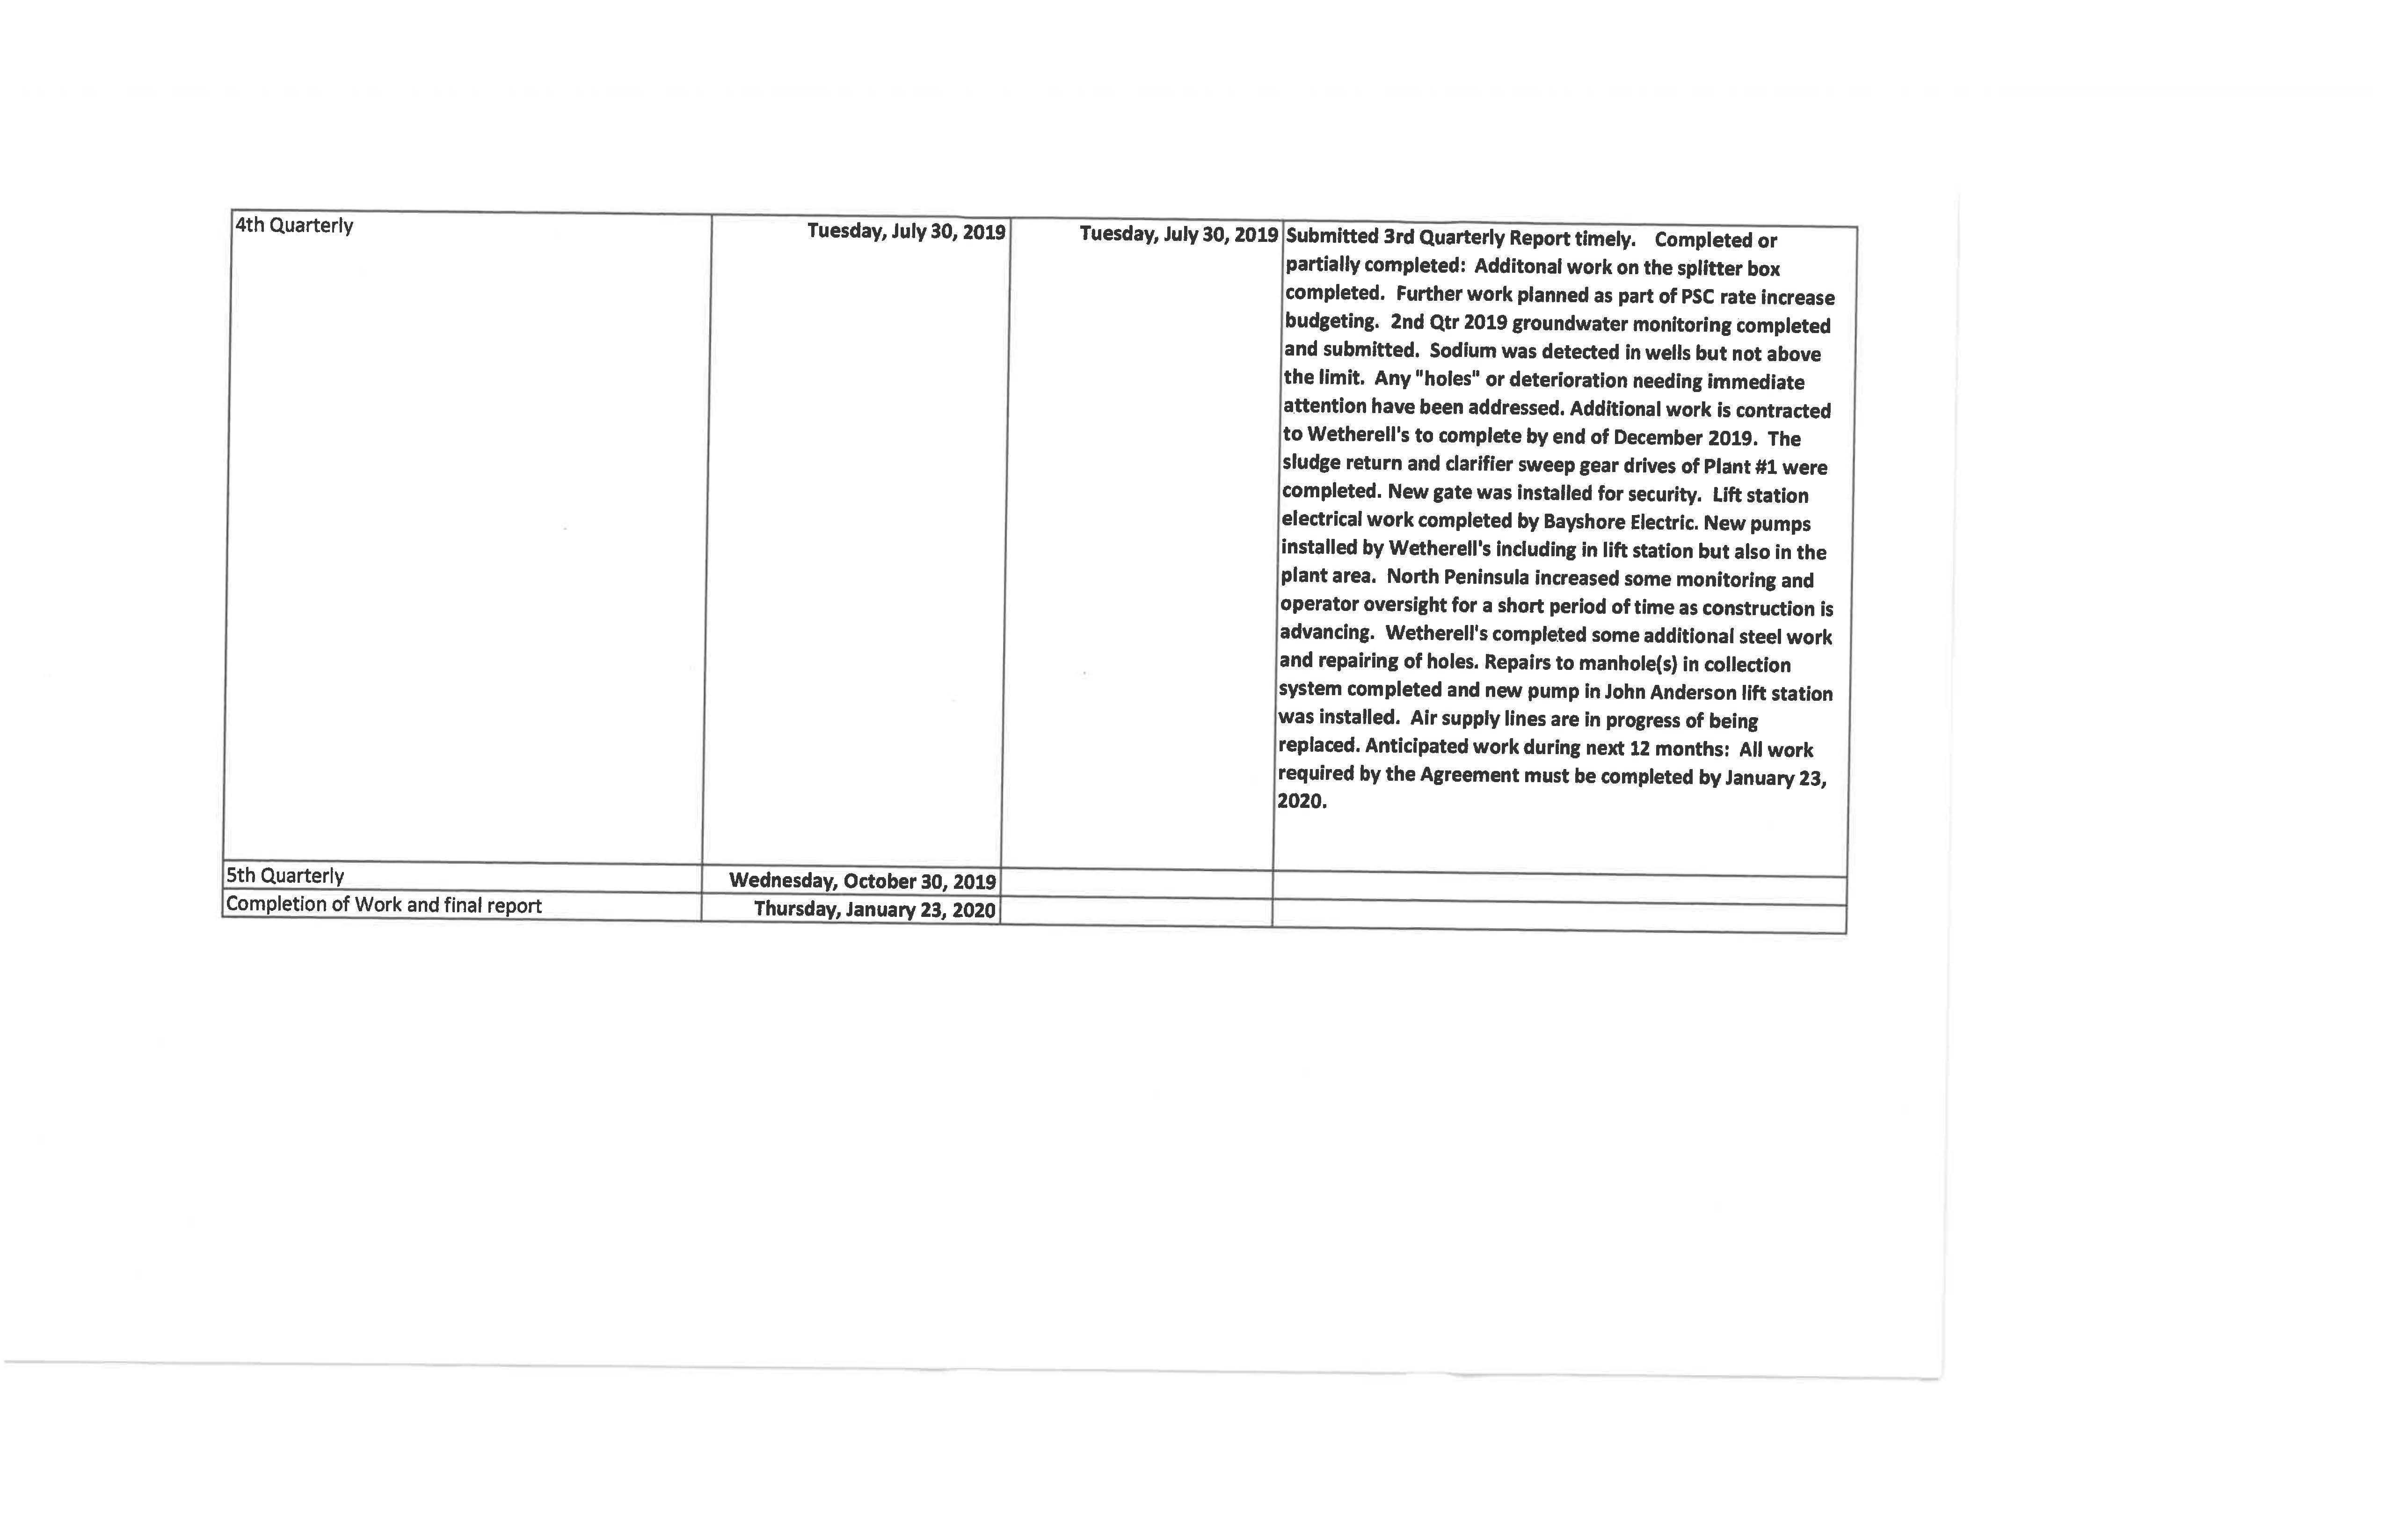 4th Quarterly
Tuesday, July 30, 2019
Tuesday, July 30, 2019
Submitted 3rd Quarterly Report timely. Completed or
partially completed: Additonal work on the splitter box
completed. Further work planned as part of PSC rate increase
budgeting. 2nd Qtr 2019 groundwater monitoring completed
and submitted. Sodium was detected in wells but not above
the limit. Any "holes" or deterioration needing immediate
attention have been addressed. Additional work is contracted
to Wetherell's to complete by end of December 2019. The
sludge return and clarifier sweep gear drives of Plant #1 were
completed. New gate was installed for security. Lift station
electrical work completed by Bayshore Electric. New pumps
installed by Wetherell's including in lift station but also in the
plant area. North Peninsula increased some monitoring and
operator oversight for a short period of time as construction is
advancing. Wetherell's completed some additional steel work
and repairing of holes. Repairs to manhole(s) in collection
system completed and new pump in John Anderson lift station
was installed. Air supply lines are in progress of being
replaced. Anticipated work during next 12 months: All work
required by the Agreement must be completed by January 23,
2020.
5th Quarterly
Wednesday, October 30, 2019
Completion of Work and final report
Thursday, January 23, 2020